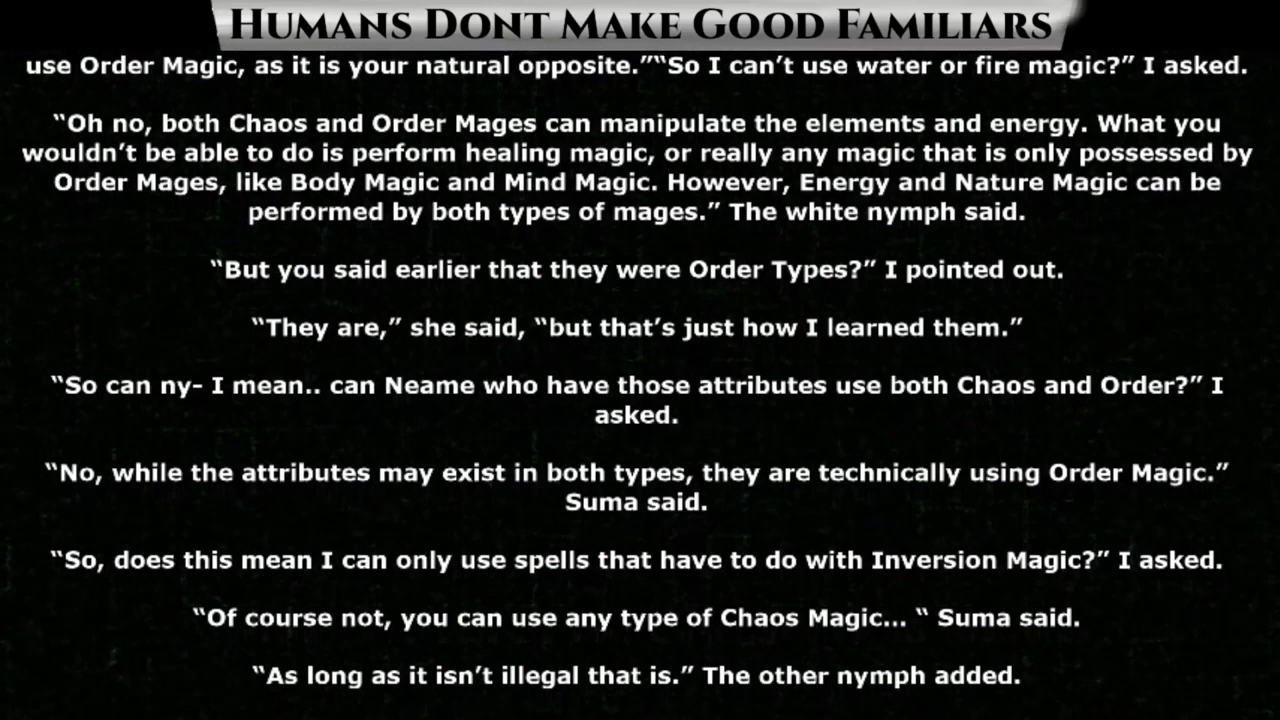 HUMANS DONT MAKE GOOD FAMILIARS
use Order Magic, as it is your natural opposite.”“So I can’t use water or fire magic?” I asked.
“Oh no, both Chaos and Order Mages can manipulate the elements and energy. What you
wouldn’t be able to do is perform healing magic, or really any magic that is only possessed by
Order Mages, like Body Magic and Mind Magic. However, Energy and Nature Magic can be
performed by both types of mages.” The white nymph said.
“But you said earlier that they were Order Types?” I pointed out.
“They are,” she said, “but that’s just how I learned them.”
“So can ny- I mean.. can Neame who have those attributes use both Chaos and Order?” I
asked.
“No, while the attributes may exist in both types, they are technically using Order Magic.”
Suma said.
“So, does this mean I can only use spells that have to do with Inversion Magic?” I asked.
“Of course not, you can use any type of Chaos Magic... “ Suma said.
“As long as it isn’t illegal that is.” The other nymph added.